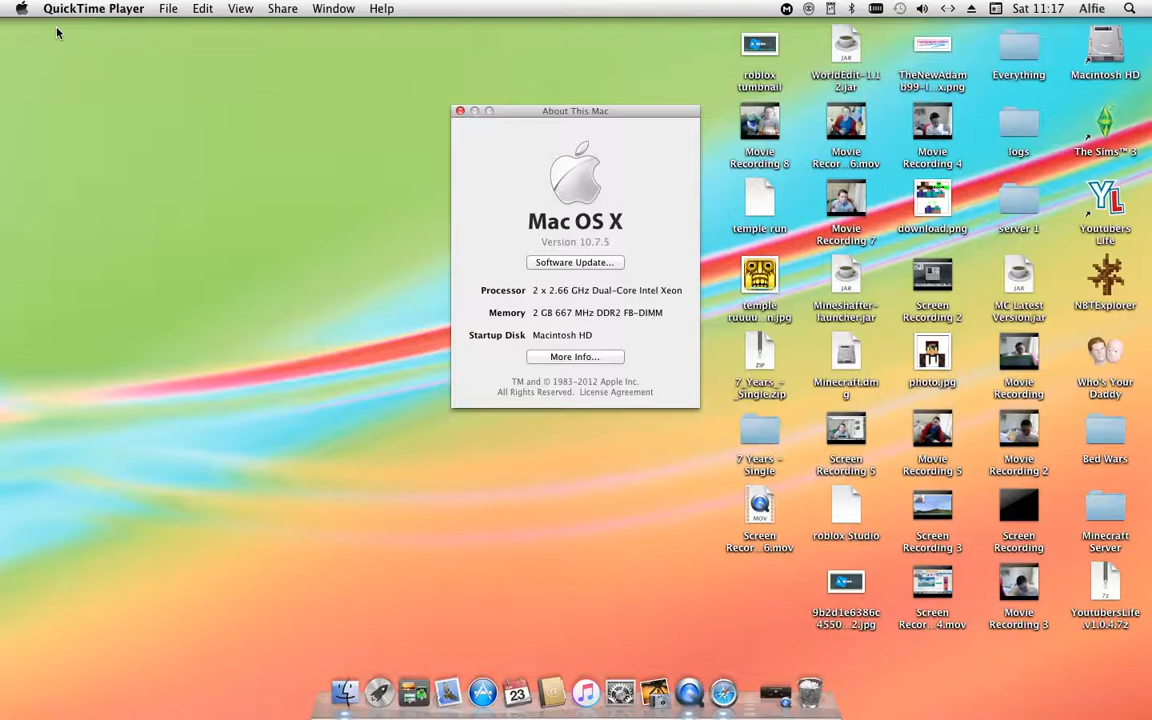 QuickTime Player File Edit View Share Window Help Sat 11:17 Alfie
About This Mac
Mac OS X
Version 10.7.5
Software Update...
Processor 2 x 2.66 GHz Dual-Core Intel Xeon
Memory 2 GB 667 MHz DDR2 FB-DIMM
Startup Disk Macintosh HD
More Info...
TM and © 1983-2012 Apple Inc.
All Rights Reserved. License Agreement
roblox
tumbnail
JAR
WorldEdit-1.1
2.jar
TheNewAdam
b99-l...x.png
Everything
Macintosh HD
Movie
Recording 8
Movie
Recor...6.mov
Movie
Recording 4
logs
The Sims™ 3
temple run
Movie
Recording 7
download.png
server 1
YL
Youtubers
Life
temple
ruuuu...n.jpg
JAR
Mineshafter-
launcher.jar
Screen
Recording 2
JAR
MC Latest
Version.jar
NBTExplorer
ZIP
7_Years_-
_Single.zip
Minecraft.dm
g
photo.jpg
Movie
Recording
Who's Your
Daddy
7 Years -
Single
Screen
Recording 5
Movie
Recording 5
Movie
Recording 2
Bed Wars
MOV
Screen
Recor...6.mov
roblox Studio
Screen
Recording 3
Screen
Recording
Minecraft
Server
9b2d1e6386c
4550...2.jpg
Screen
Recor...4.mov
Movie
Recording 3
7z
YoutubersLife
.v1.0.4.7z
23